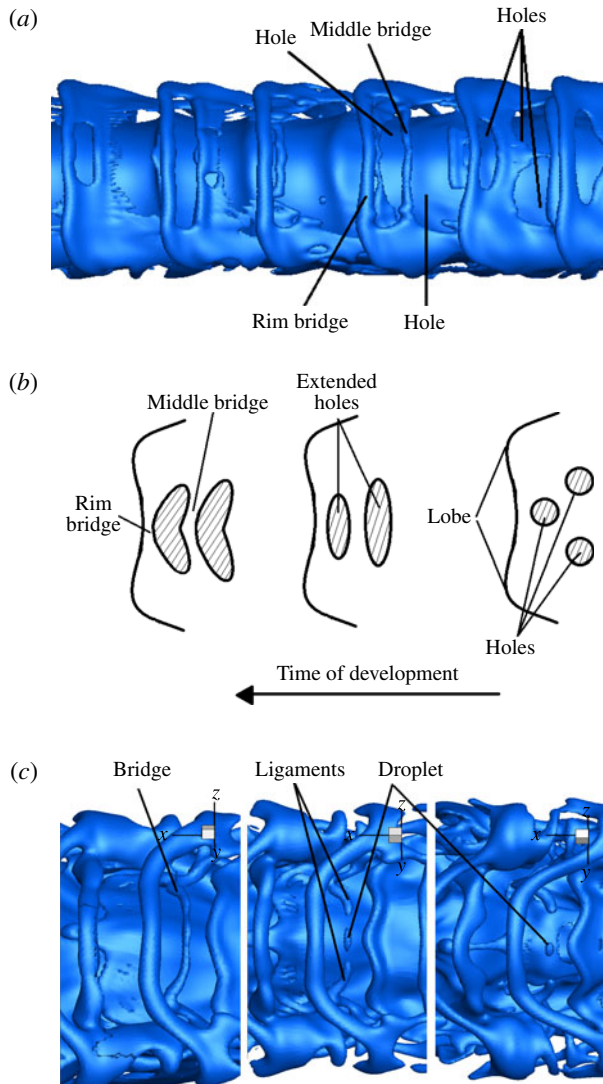 (a)
Hole
Middle bridge
Holes
Rim bridge
Hole
(b)
Middle bridge
Extended
holes
Rim
bridge
Lobe
Holes
Time of development
(c)
Bridge
Ligaments
Droplet
x
z
y
x
z
y
x
z
y